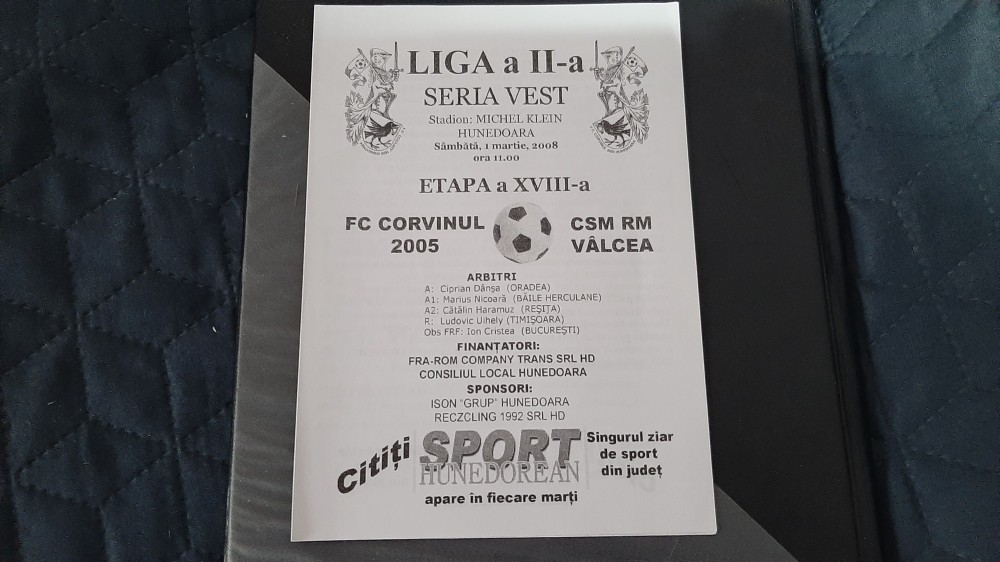 LIGA a II-a
SERIA VEST
Stadion: MICHEL KLEIN
HUNEDOARA
Sâmbătă, 1 martie, 2008
ora 11.00
ETAPA a XVIII-a
FC CORVINUL
2005
CSM RM
VÂLCEA
ARBITRI
A: Ciprian Dânşa (ORADEA)
A1: Marius Nicoară (BĂILE HERCULANE)
A2: Cătălin Haramuz (REŞIŢA)
R: Ludovic Uihely (TIMIŞOARA)
Obs FRF: Ion Cristea (BUCUREŞTI)
FINANŢATORI:
FRA-ROM COMPANY TRANS SRL HD
CONSILIUL LOCAL HUNEDOARA
SPONSORI:
ISON "GRUP" HUNEDOARA
RECZCLING 1992 SRL HD
Citiţi
SPORT
HUNEDOREAN
Singurul ziar
de sport
din judeţ
apare în fiecare marţi